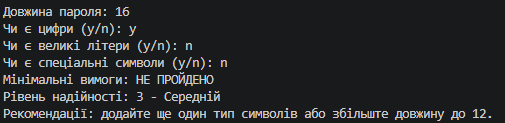 Довжина пароля: 16
Чи є цифри (y/n): y
Чи є великі літери (y/n): n
Чи є спеціальні символи (y/n): n
Мінімальні вимоги: НЕ ПРОЙДЕНО
Рівень надійності: 3 - Середній
Рекомендації: додайте ще один тип символів або збільште довжину до 12.